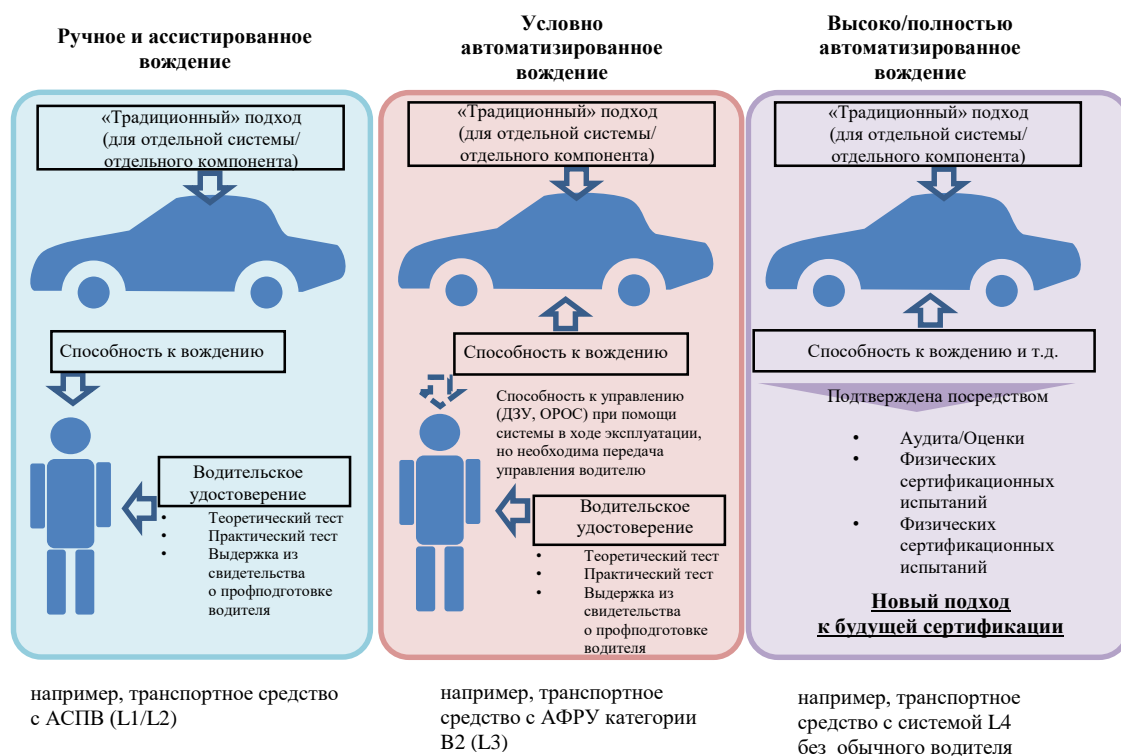 Ручное и ассистированное
вождение
«Традиционный» подход
(для отдельной системы/
отдельного компонента)
Способность к вождению
Водительское
удостоверение
• Теоретический тест
• Практический тест
• Выдержка из
свидетельства
о профподготовке
водителя
например, транспортное средство
с АСПВ (L1/L2)
Условно
автоматизированное
вождение
«Традиционный» подход
(для отдельной системы/
отдельного компонента)
Способность к вождению
Способность к управлению
(ДЗУ, ОРОС) при помощи
системы в ходе эксплуатации,
но необходима передача
управления водителю
Водительское
удостоверение
• Теоретический тест
• Практический тест
• Выдержка из
свидетельства
о профподготовке
водителя
например, транспортное
средство с АФРУ категории
B2 (L3)
Высоко/полностью
автоматизированное
вождение
«Традиционный» подход
(для отдельной системы/
отдельного компонента)
Способность к вождению и т.д.
Подтверждена посредством
• Аудита/Оценки
• Физических
сертификационных
испытаний
• Физических
сертификационных
испытаний
Новый подход
к будущей сертификации
например, транспортное
средство с системой L4
без обычного водителя